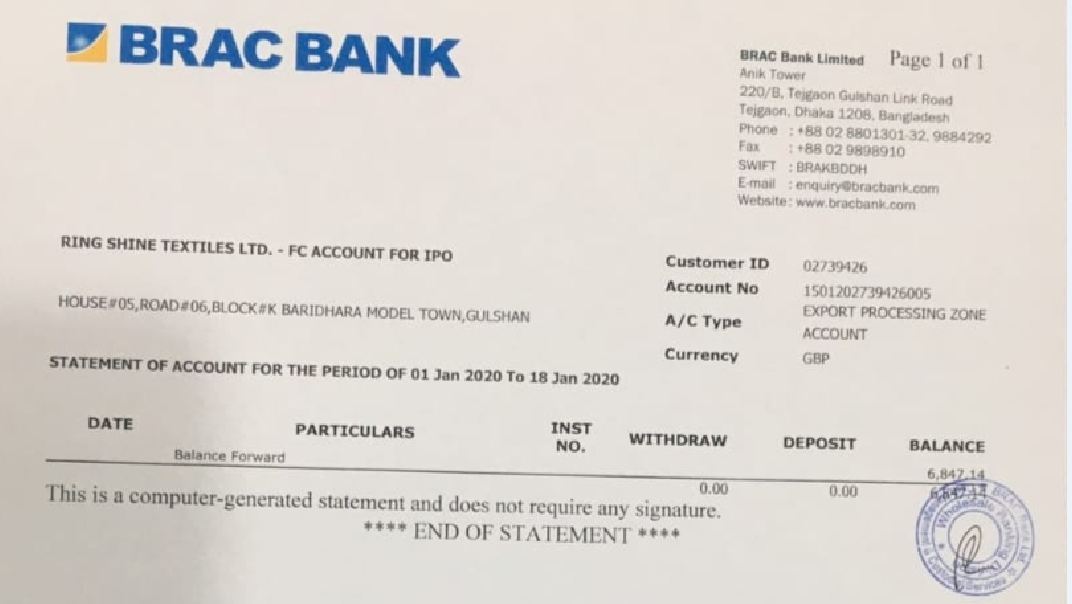 BRAC BANK
BRAC Bank Limited Page 1 of 1
Anik Tower
220/B, Tejgaon Gulshan Link Road
Tejgaon, Dhaka 1208, Bangladesh
Phone : +88 02 8801301-32, 9884292
Fax : +88 02 9898910
SWIFT : BRAKBDDH
E-mail : enquiry@bracbank.com
Website : www.bracbank.com
RING SHINE TEXTILES LTD. - FC ACCOUNT FOR IPO
HOUSE#05,ROAD#06,BLOCK#K BARIDHARA MODEL TOWN,GULSHAN
Customer ID 02739426
Account No 1501202739426005
A/C Type EXPORT PROCESSING ZONE
ACCOUNT
Currency GBP
STATEMENT OF ACCOUNT FOR THE PERIOD OF 01 Jan 2020 To 18 Jan 2020
DATE PARTICULARS INST NO. WITHDRAW DEPOSIT BALANCE
Balance Forward 6,847.14
0.00 0.00 6,847.14
This is a computer-generated statement and does not require any signature.
**** END OF STATEMENT ****
Wholesale Banking